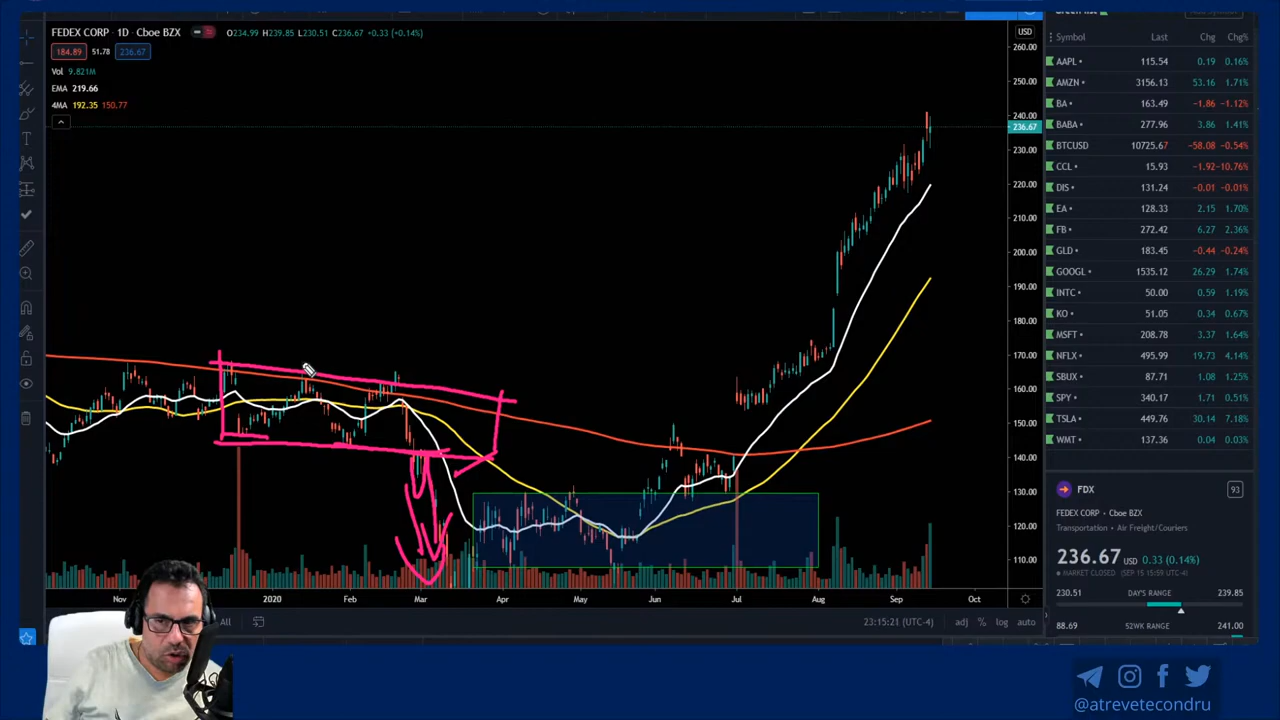 FEDEX CORP · 1D · Cboe BZX O234.99 H239.85 L230.51 C236.67 +0.33 (+0.14%)
184.89 51.78 236.67
Vol 9.821M
EMA 219.66
4MA 192.35 150.77
USD
260.00
250.00
240.00
236.67
230.00
220.00
210.00
200.00
190.00
180.00
170.00
160.00
150.00
140.00
130.00
120.00
110.00
Nov 2020 Feb Mar Apr May Jun Jul Aug Sep Oct
All 23:15:21 (UTC-4) adj % log auto
Symbol Last Chg Chg%
AAPL 115.54 0.19 0.16%
AMZN 3156.13 53.16 1.71%
BA 163.49 -1.86 -1.12%
BABA 277.96 3.86 1.41%
BTCUSD 10725.67 -58.08 -0.54%
CCL 15.93 -1.92 -10.76%
DIS 131.24 -0.01 -0.01%
EA 128.33 2.15 1.70%
FB 272.42 6.27 2.36%
GLD 183.45 -0.44 -0.24%
GOOGL 1535.12 26.29 1.74%
INTC 50.00 0.59 1.19%
KO 51.05 0.34 0.67%
MSFT 208.78 3.37 1.64%
NFLX 495.99 19.73 4.14%
SBUX 87.71 1.08 1.25%
SPY 340.17 1.71 0.51%
TSLA 449.76 30.14 7.18%
WMT 137.36 0.04 0.03%
FDX 93
FEDEX CORP · Cboe BZX
Transportation · Air Freight/Couriers
236.67 USD 0.33 (0.14%)
MARKET CLOSED (SEP 15 15:59 UTC-4)
230.51 DAY'S RANGE 239.85
88.69 52WK RANGE 241.00
@atrevetecondru